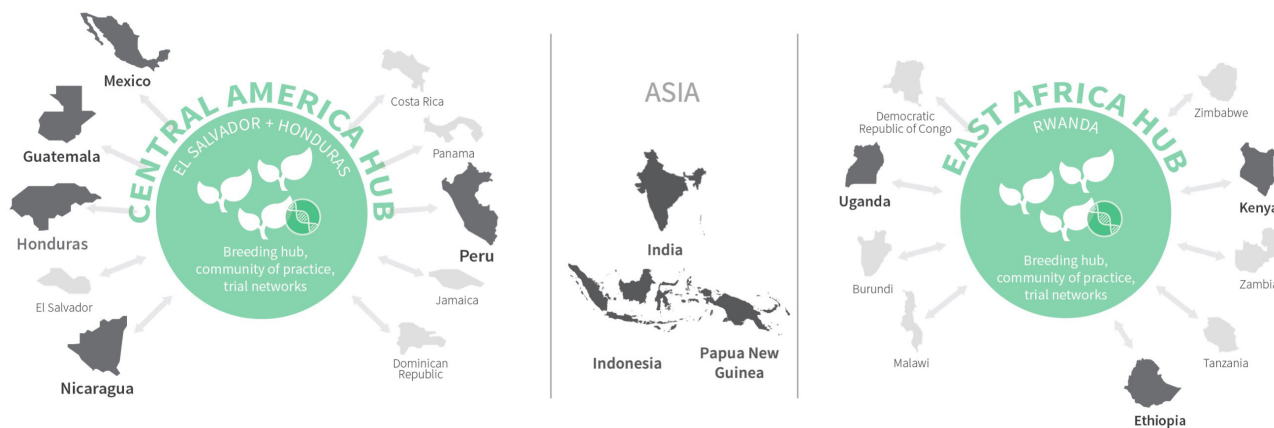 Mexico
Guatemala
Honduras
El Salvador
Nicaragua
CENTRAL AMERICA HUB
EL SALVADOR + HONDURAS
Breeding hub,
community of practice,
trial networks
Costa Rica
Panama
Peru
Jamaica
Dominican
Republic
ASIA
India
Indonesia
Papua New
Guinea
Democratic
Republic of Congo
Uganda
Burundi
Malawi
EAST AFRICA HUB
RWANDA
Breeding hub,
community of practice,
trial networks
Zimbabwe
Kenya
Zambia
Tanzania
Ethiopia